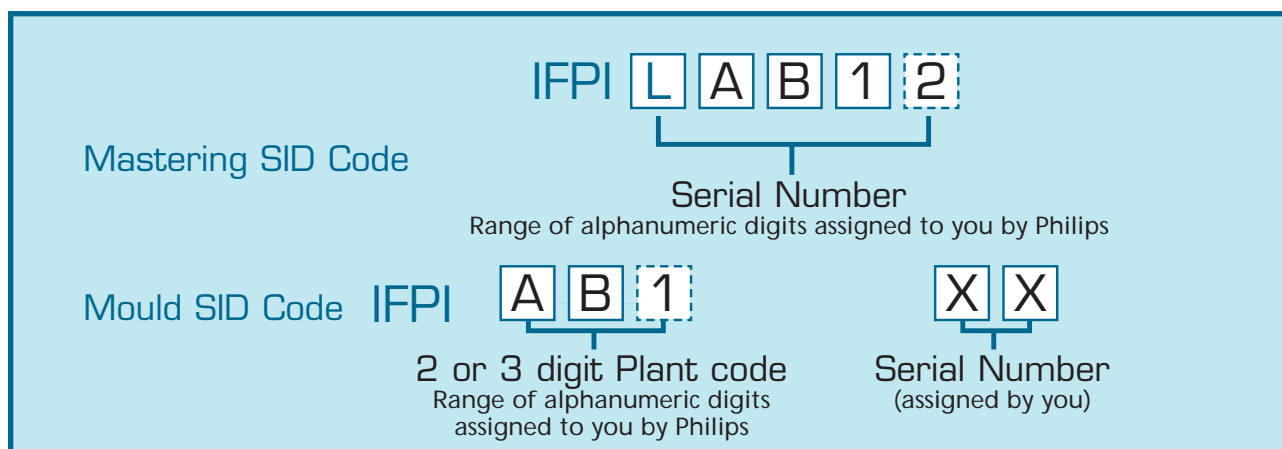 IFPI L A B 1 2
Mastering SID Code
Serial Number
Range of alphanumeric digits assigned to you by Philips
Mould SID Code IFPI A B 1 X X
2 or 3 digit Plant code
Range of alphanumeric digits
assigned to you by Philips
Serial Number
(assigned by you)